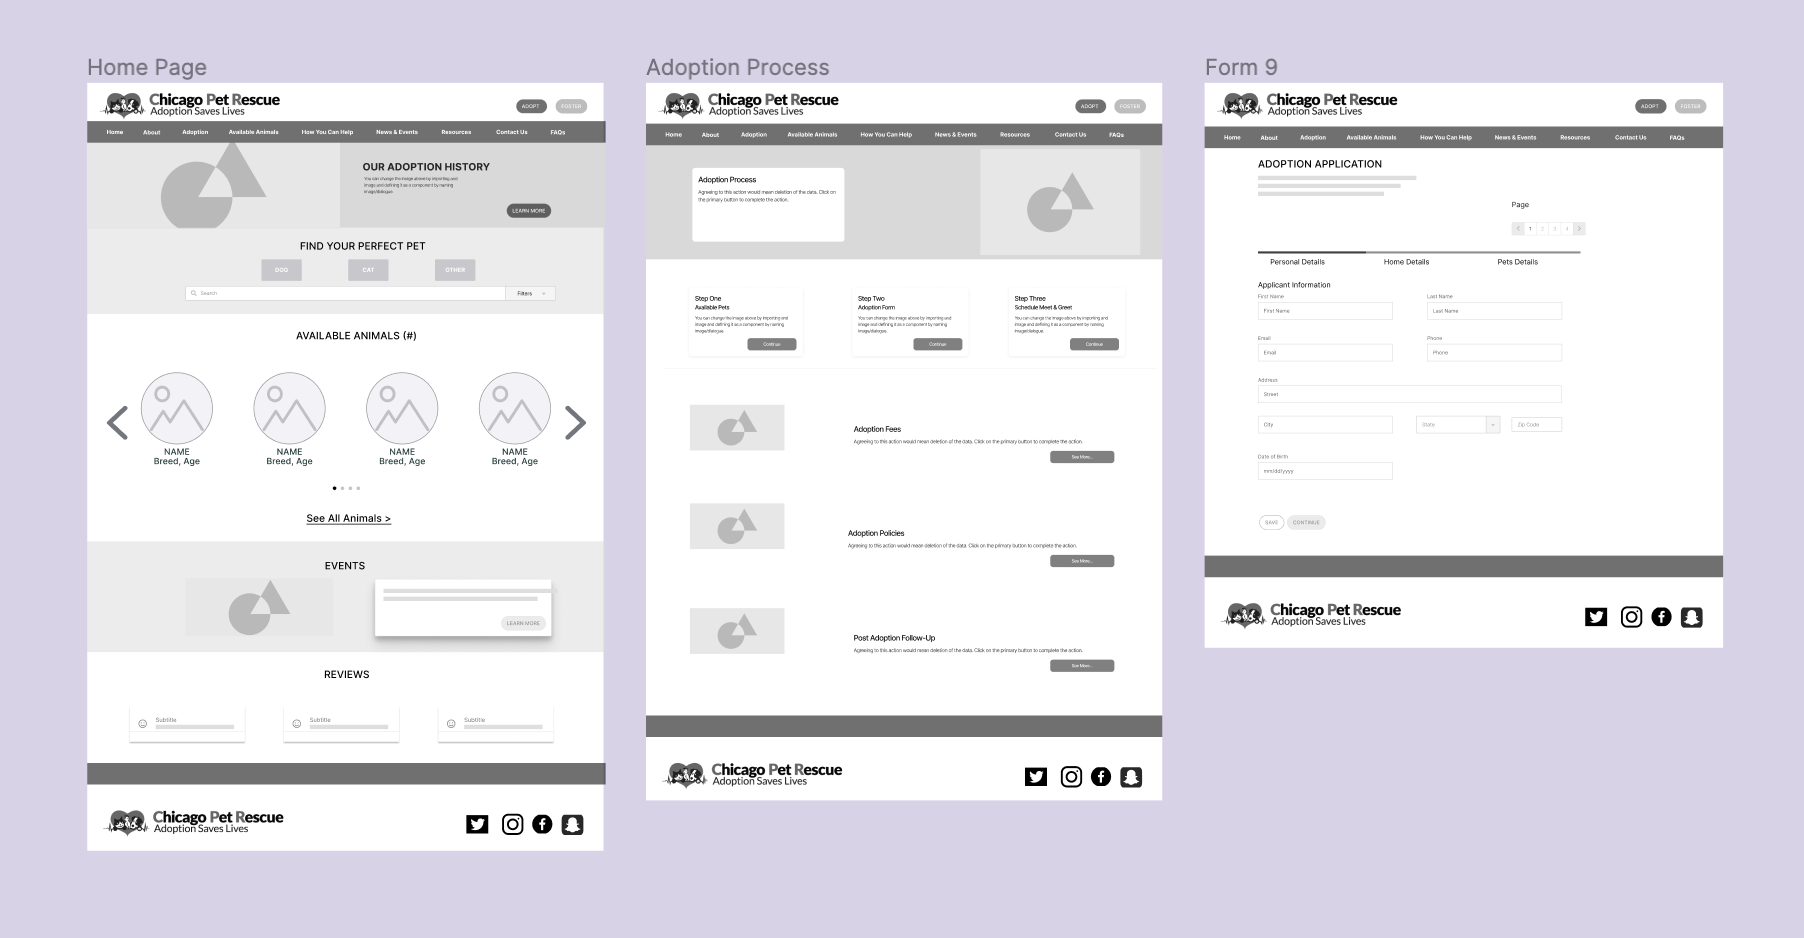 Home Page
Chicago Pet Rescue
Adoption Saves Lives
ADOPT
FOSTER
Home
About
Adoption
Available Animals
How You Can Help
News & Events
Resources
Contact Us
FAQs
OUR ADOPTION HISTORY
You can change the image above by importing and
image and defining it as a component by naming
image/dialogue.
LEARN MORE
FIND YOUR PERFECT PET
DOG
CAT
OTHER
Search
Filters
AVAILABLE ANIMALS (#)
NAME
Breed, Age
NAME
Breed, Age
NAME
Breed, Age
NAME
Breed, Age
See All Animals >
EVENTS
LEARN MORE
REVIEWS
Subtitle
Subtitle
Subtitle
Chicago Pet Rescue
Adoption Saves Lives
Adoption Process
Chicago Pet Rescue
Adoption Saves Lives
ADOPT
FOSTER
Home
About
Adoption
Available Animals
How You Can Help
News & Events
Resources
Contact Us
FAQs
Adoption Process
Agreeing to this action would mean deletion of the data. Click on
the primary button to complete the action.
Step One
Available Pets
You can change the image above by importing and
image and defining it as a component by naming
image/dialogue.
Continue
Step Two
Adoption Form
You can change the image above by importing and
image and defining it as a component by naming
image/dialogue.
Continue
Step Three
Schedule Meet & Greet
You can change the image above by importing and
image and defining it as a component by naming
image/dialogue.
Continue
Adoption Fees
Agreeing to this action would mean deletion of the data. Click on the primary button to complete the action.
See More...
Adoption Policies
Agreeing to this action would mean deletion of the data. Click on the primary button to complete the action.
See More...
Post Adoption Follow-Up
Agreeing to this action would mean deletion of the data. Click on the primary button to complete the action.
See More...
Chicago Pet Rescue
Adoption Saves Lives
Form 9
Chicago Pet Rescue
Adoption Saves Lives
ADOPT
FOSTER
Home
About
Adoption
Available Animals
How You Can Help
News & Events
Resources
Contact Us
FAQs
ADOPTION APPLICATION
Page
1 2 3 4
Personal Details
Home Details
Pets Details
Applicant Information
First Name
First Name
Last Name
Last Name
Email
Email
Phone
Phone
Address
Street
City
State
Zip Code
Date of Birth
mm/dd/yyyy
SAVE
CONTINUE
Chicago Pet Rescue
Adoption Saves Lives